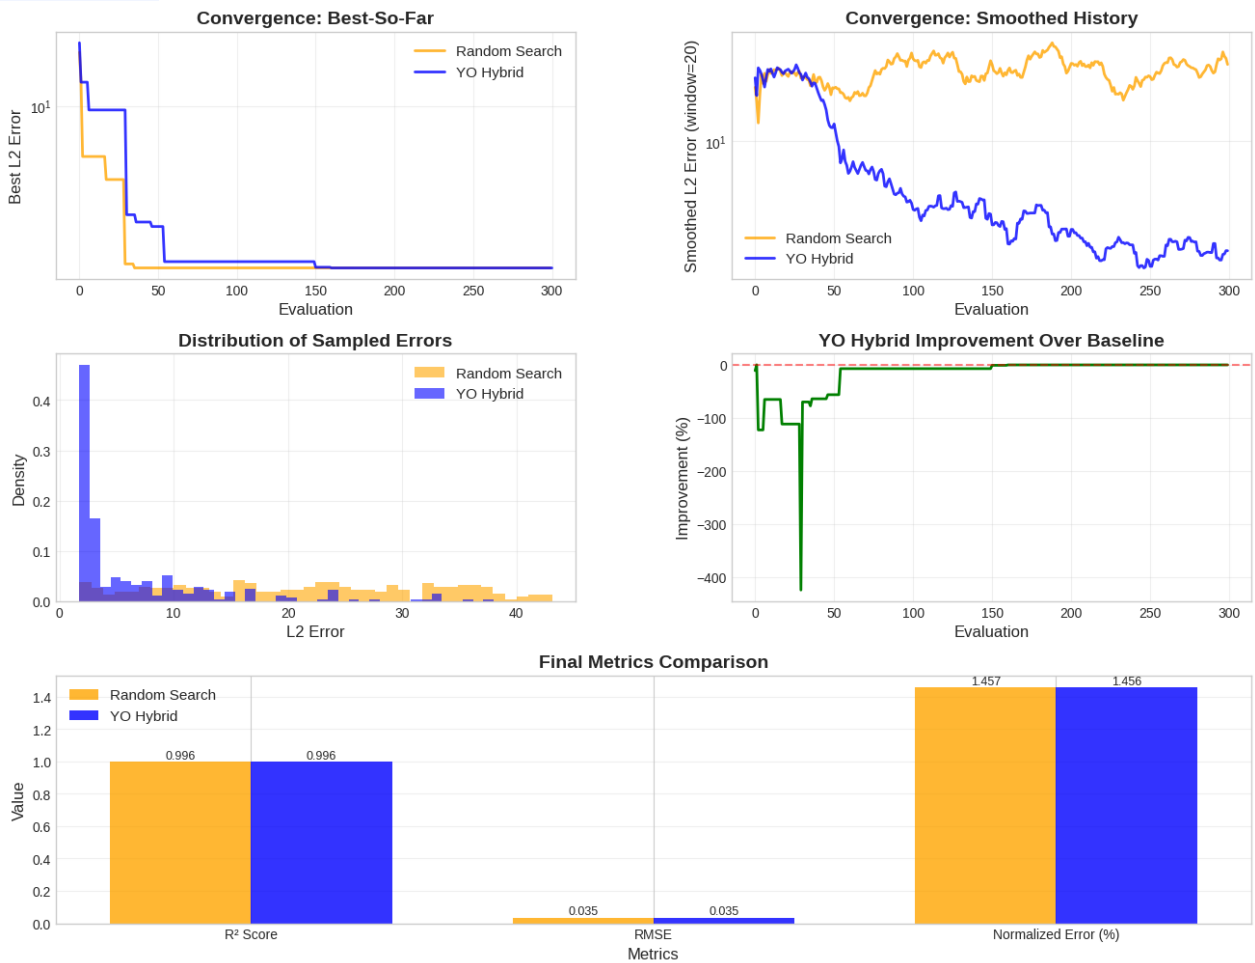 Convergence: Best-So-Far
Best L2 Error
10¹
Random Search
YO Hybrid
0 50 100 150 200 250 300
Evaluation
Convergence: Smoothed History
Smoothed L2 Error (window=20)
10¹
Random Search
YO Hybrid
0 50 100 150 200 250 300
Evaluation
Distribution of Sampled Errors
Density
0.4
0.3
0.2
0.1
0.0
Random Search
YO Hybrid
0 10 20 30 40
L2 Error
YO Hybrid Improvement Over Baseline
Improvement (%)
0
−100
−200
−300
−400
0 50 100 150 200 250 300
Evaluation
Final Metrics Comparison
Value
1.4
1.2
1.0
0.8
0.6
0.4
0.2
0.0
Random Search
YO Hybrid
0.996 0.996
0.035 0.035
1.457 1.456
R² Score RMSE Normalized Error (%)
Metrics